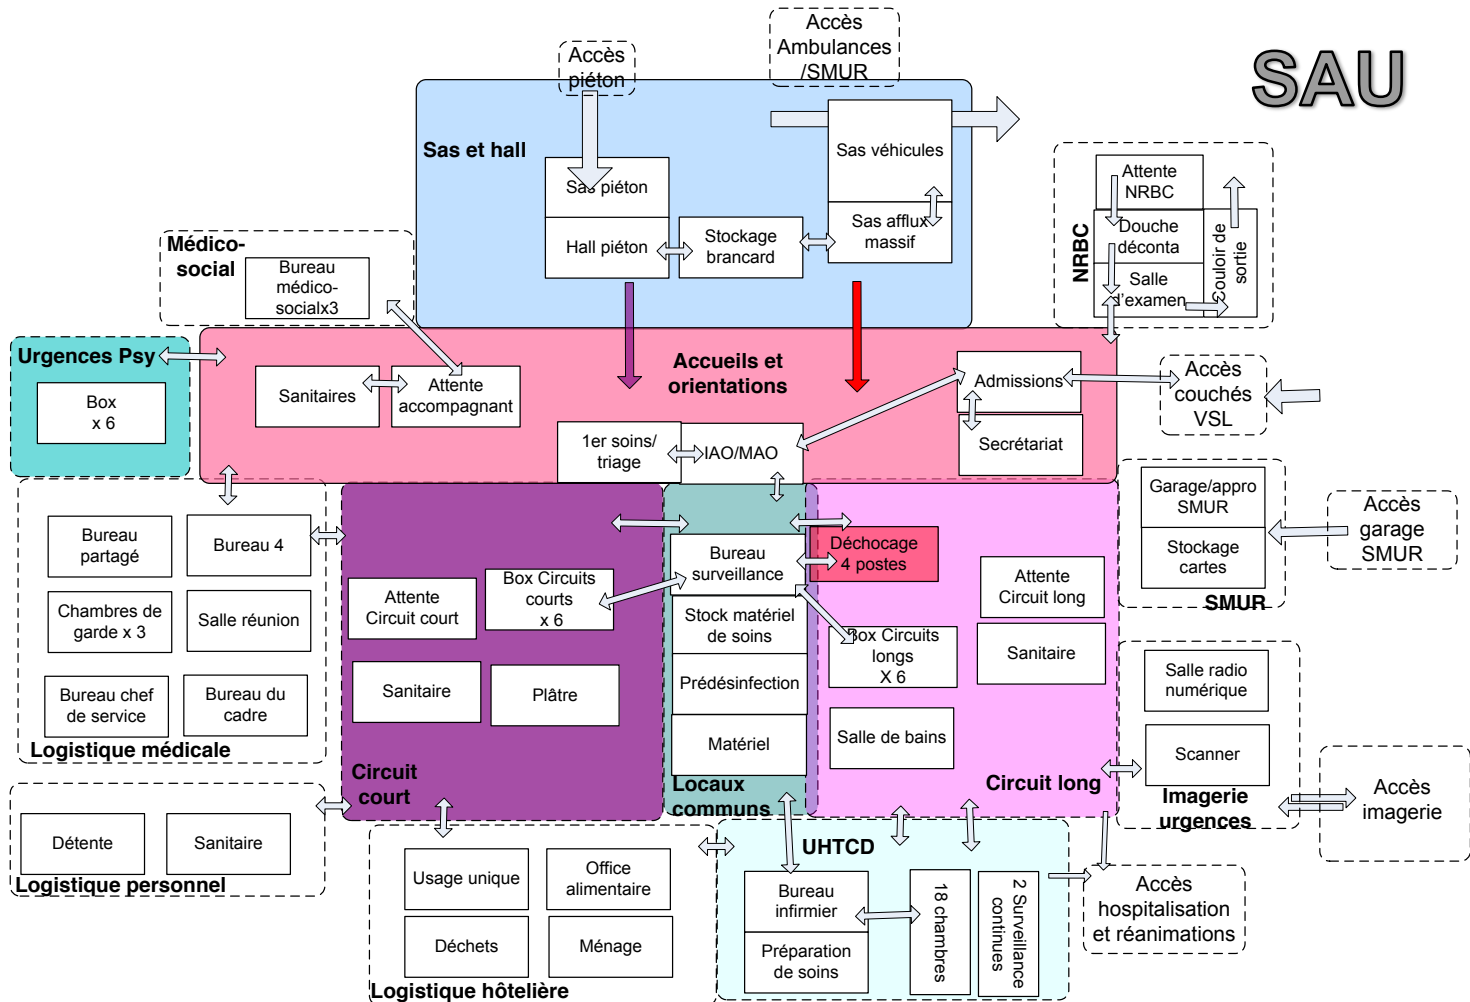 Accès
Ambulances
/SMUR
Accès
piéton
SAU
Sas et hall
Sas véhicules
Sas piéton
Sas afflux
massif
Hall piéton
Stockage
brancard
NRBC
Attente
NRBC
Douche
déconta
Salle
d'examen
Couloir de
sortie
Médico-
social
Bureau
médico-
socialx3
Urgences Psy
Box
x 6
Accueils et
orientations
Sanitaires
Attente
accompagnant
Admissions
Secrétariat
1er soins/
triage
IAO/MAO
Accès
couchés
VSL
Garage/appro
SMUR
Stockage
cartes
SMUR
Accès
garage
SMUR
Bureau
partagé
Bureau 4
Chambres de
garde x 3
Salle réunion
Bureau chef
de service
Bureau du
cadre
Logistique médicale
Attente
Circuit court
Box Circuits
courts
x 6
Sanitaire
Plâtre
Circuit
court
Bureau
surveillance
Stock matériel
de soins
Prédésinfection
Matériel
Locaux
communs
Déchocage
4 postes
Attente
Circuit long
Box Circuits
longs
X 6
Sanitaire
Salle de bains
Circuit long
Salle radio
numérique
Scanner
Imagerie
urgences
Accès
imagerie
Détente
Sanitaire
Logistique personnel
Usage unique
Office
alimentaire
Déchets
Ménage
Logistique hôtelière
UHTCD
Bureau
infirmier
Préparation
de soins
18 chambres
2 Surveillance
continues
Accès
hospitalisation
et réanimations